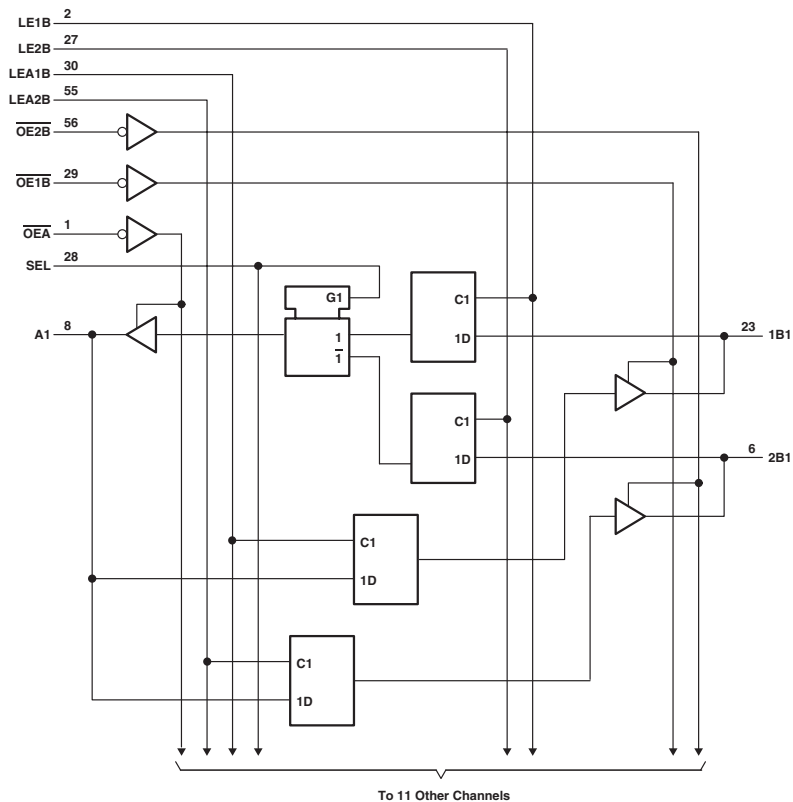 LE1B 2
LE2B 27
LEA1B 30
LEA2B 55
OE2B 56
OE1B 29
OEA 1
SEL 28
G1
C1
A1 8
1
1
1D
23 1B1
C1
1D
6 2B1
C1
1D
C1
1D
To 11 Other Channels